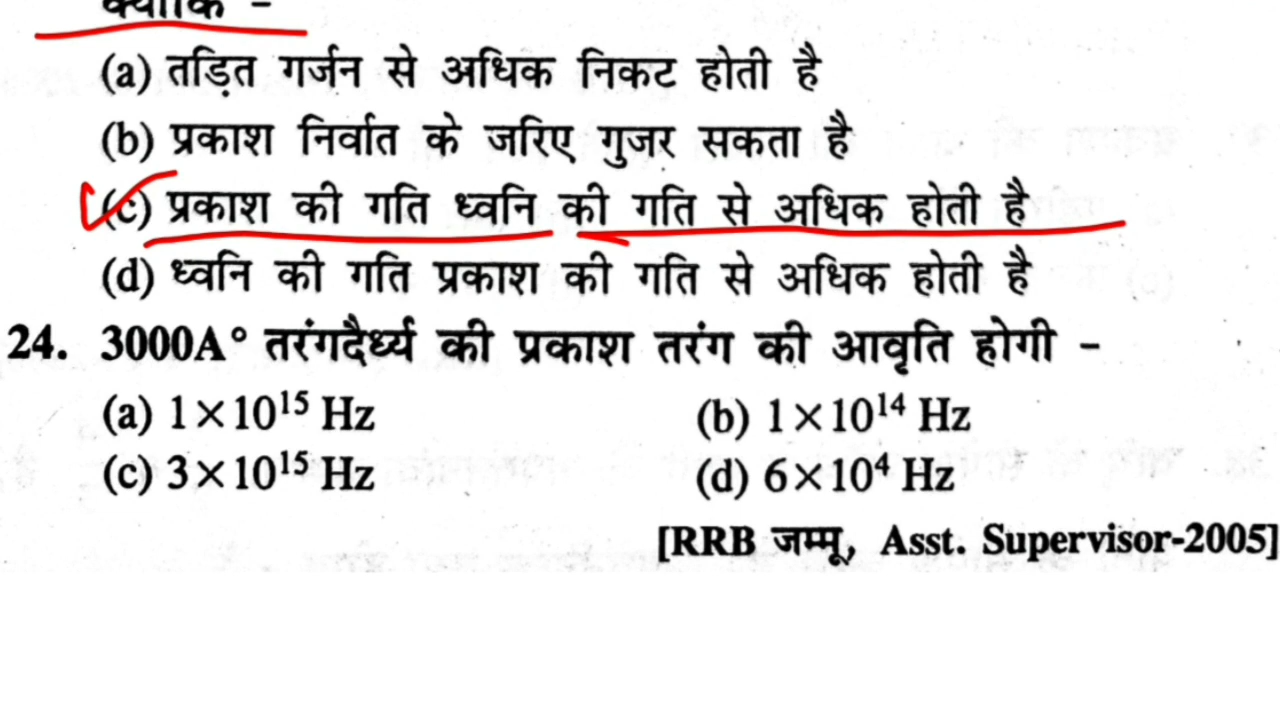 क्योंकि -
(a) तड़ित गर्जन से अधिक निकट होती है
(b) प्रकाश निर्वात के जरिए गुजर सकता है
(c) प्रकाश की गति ध्वनि की गति से अधिक होती है
(d) ध्वनि की गति प्रकाश की गति से अधिक होती है
24. 3000A° तरंगदैर्ध्य की प्रकाश तरंग की आवृति होगी -
(a) 1×10¹⁵ Hz (b) 1×10¹⁴ Hz
(c) 3×10¹⁵ Hz (d) 6×10⁴ Hz
[RRB जम्मू, Asst. Supervisor-2005]